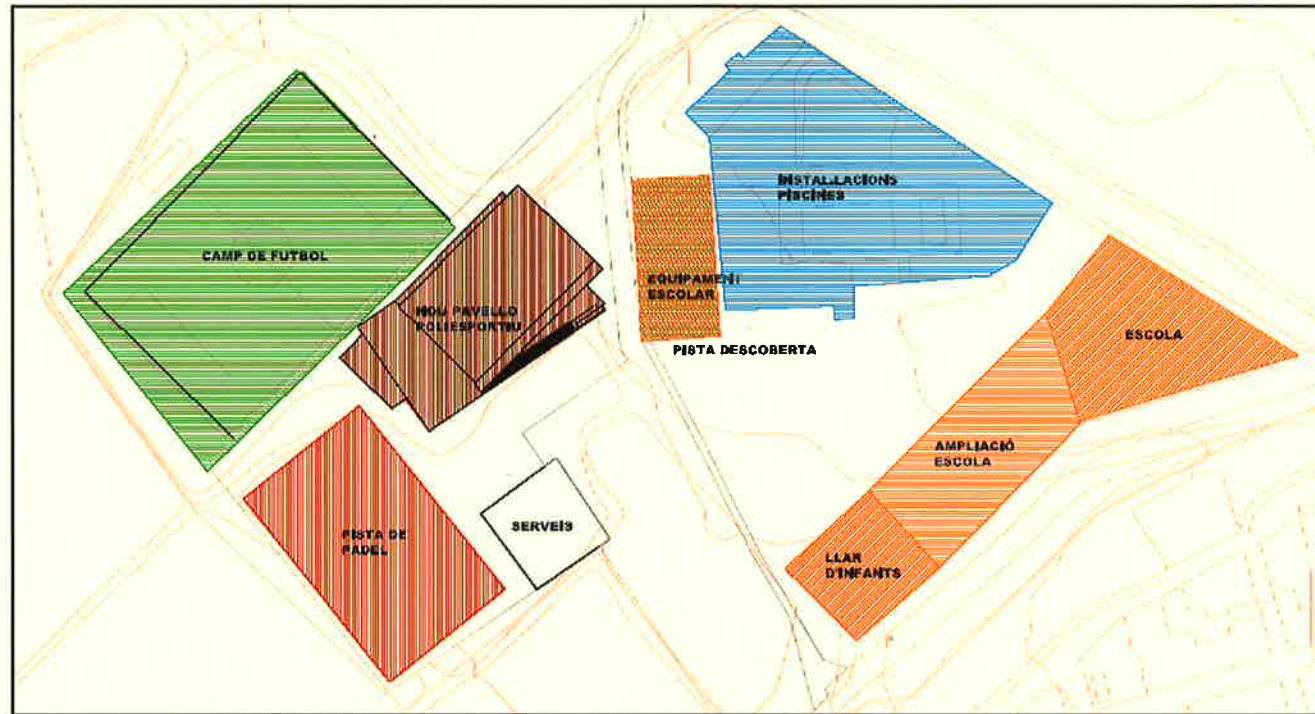 INSTAL.LACIONS
PISCINES
CAMP DE FUTBOL
EQUIPAMENT
ESCOLAR
NOU PAVELLO
POLIESPORTIU
PISTA DESCOBERTA
ESCOLA
AMPLIACIÓ
ESCOLA
SERVEIS
PISTA DE
PADEL
LLAR
D'INFANTS